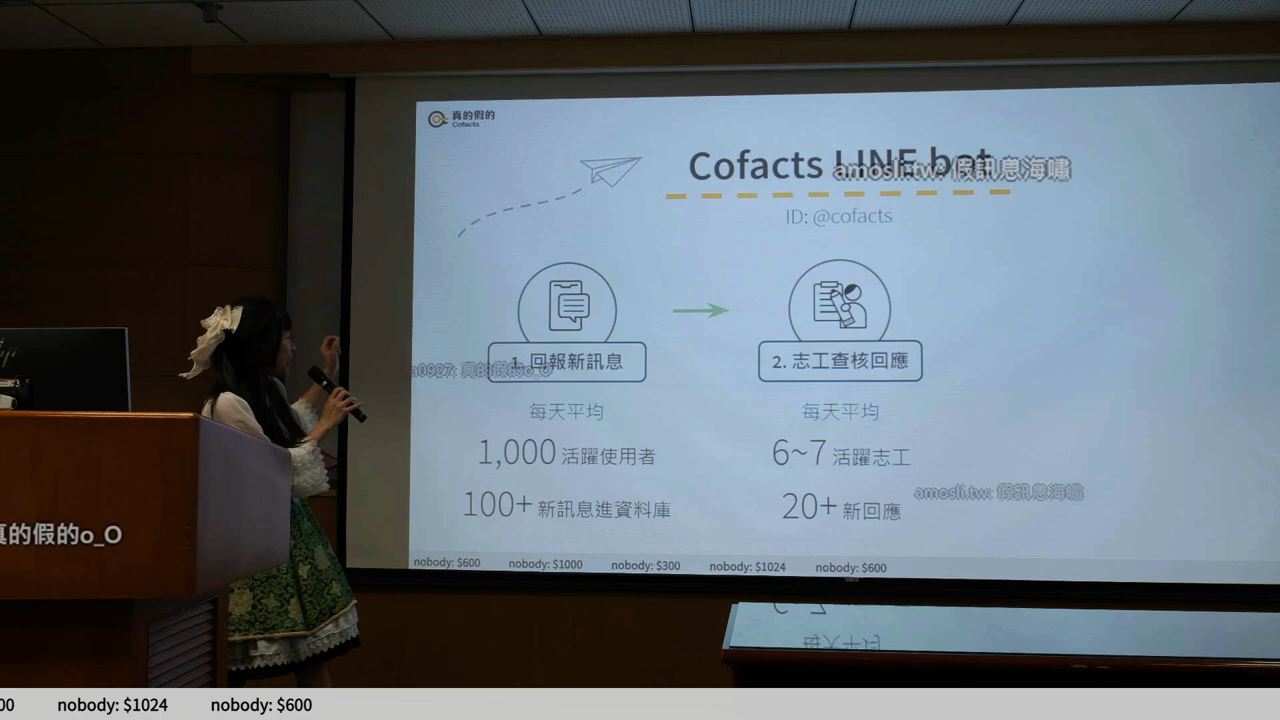 真的假的
Cofacts
Cofacts LINE bot
amosli.tw: 假訊息海嘯
ID: @cofacts
1. 回報新訊息
a0927: 真的假的o_O
2. 志工查核回應
每天平均
1,000 活躍使用者
100+ 新訊息進資料庫
每天平均
6~7 活躍志工
20+ 新回應
amosli.tw: 假訊息海嘯
真的假的o_O
nobody: $600 nobody: $1000 nobody: $300 nobody: $1024 nobody: $600
00 nobody: $1024 nobody: $600